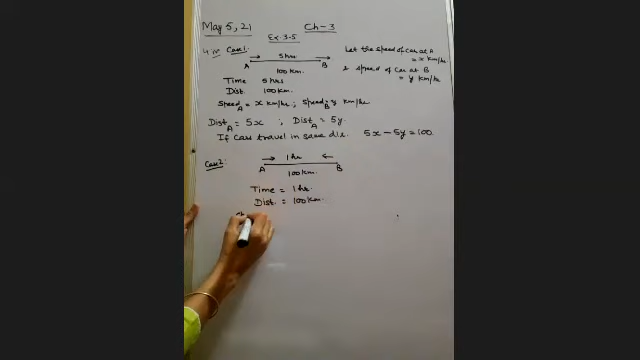 May 5, 21 Ch-3
Ex-3.5
4 in Case 1
5 hrs
A B
100 km.
Let the speed of car at A
= x km/hr
& speed of car at B
= y km/hr
Time 5 hrs
Dist. 100 km.
Speed A = x km/hr ; Speed B = y km/hr
Dist A = 5x ; Dist A = 5y.
If cars travel in same dir. 5x - 5y = 100.
Case 2:
1 hr
A B
100 km.
Time = 1 hr.
Dist. = 100 km.